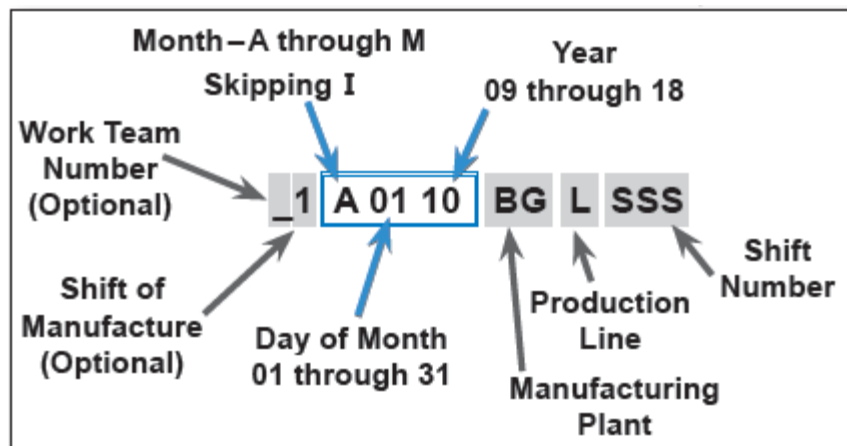 Month–A through M
Skipping I
Year
09 through 18
Work Team
Number
(Optional)
_1 A 01 10 BG L SSS
Shift of
Manufacture
(Optional)
Day of Month
01 through 31
Manufacturing
Plant
Production
Line
Shift
Number